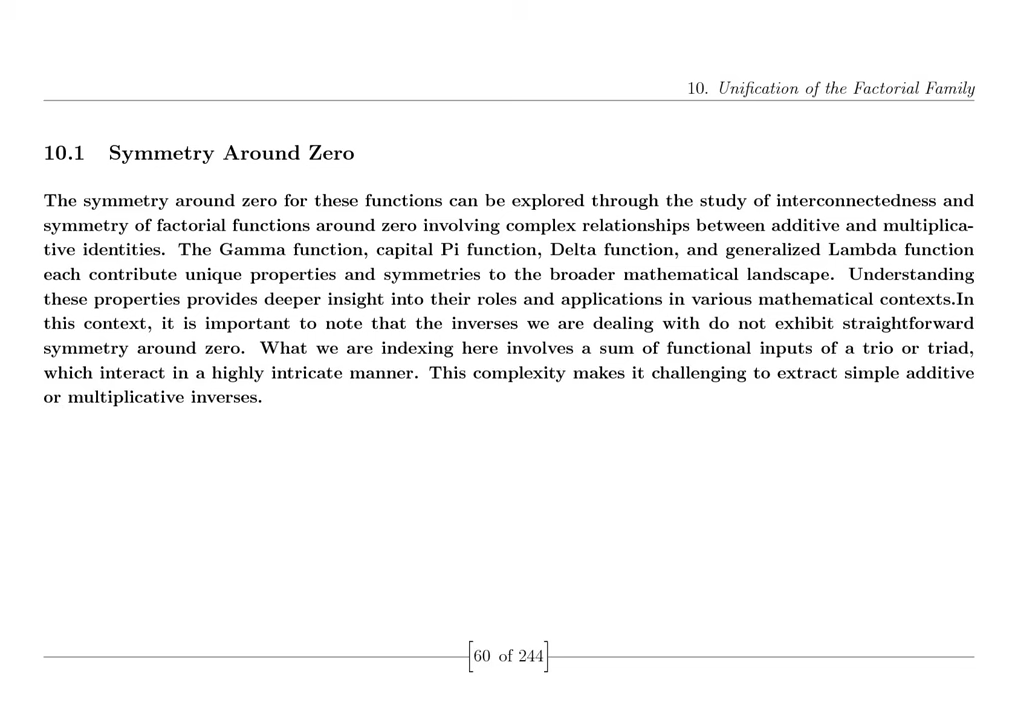 10. Unification of the Factorial Family
10.1 Symmetry Around Zero
The symmetry around zero for these functions can be explored through the study of interconnectedness and
symmetry of factorial functions around zero involving complex relationships between additive and multiplica-
tive identities. The Gamma function, capital Pi function, Delta function, and generalized Lambda function
each contribute unique properties and symmetries to the broader mathematical landscape. Understanding
these properties provides deeper insight into their roles and applications in various mathematical contexts.In
this context, it is important to note that the inverses we are dealing with do not exhibit straightforward
symmetry around zero. What we are indexing here involves a sum of functional inputs of a trio or triad,
which interact in a highly intricate manner. This complexity makes it challenging to extract simple additive
or multiplicative inverses.
[60 of 244]